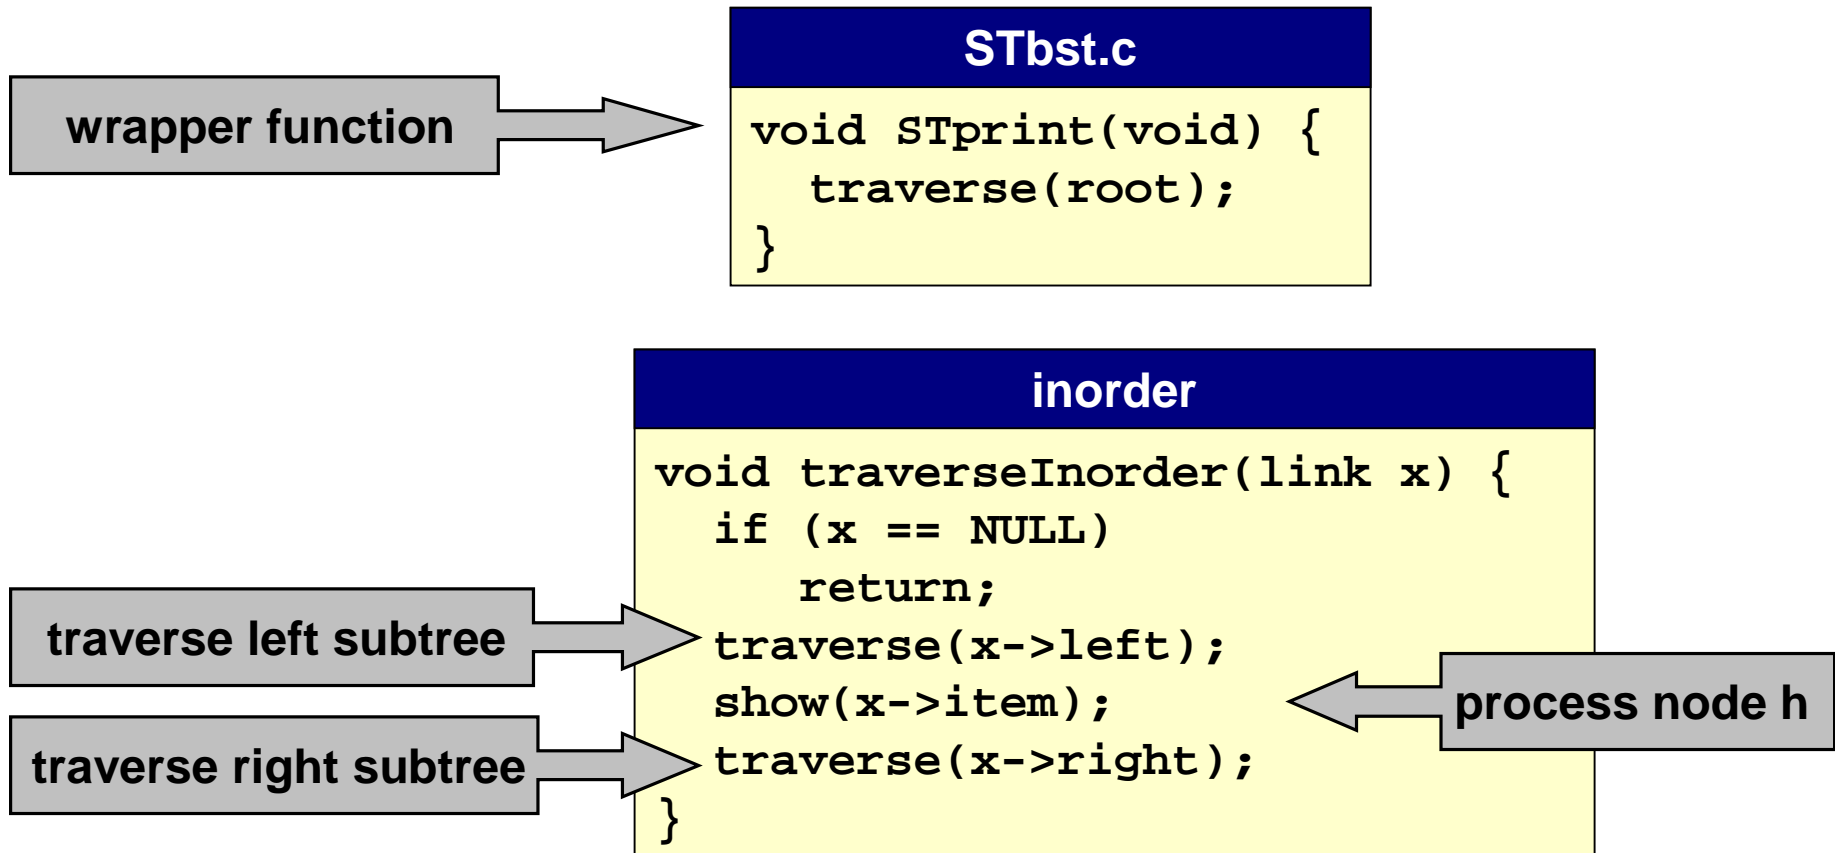 STbst.c
wrapper function
void STprint(void) {
traverse(root);
}
inorder
void traverseInorder(link x) {
if (x == NULL)
return;
traverse left subtree
traverse(x->left);
show(x->item);
process node h
traverse right subtree
traverse(x->right);
}